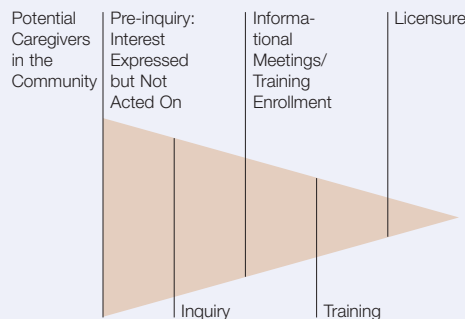 Potential
Caregivers
in the
Community
Pre-inquiry:
Interest
Expressed
but Not
Acted On
Informa-
tional
Meetings/
Training
Enrollment
Licensure
Inquiry
Training